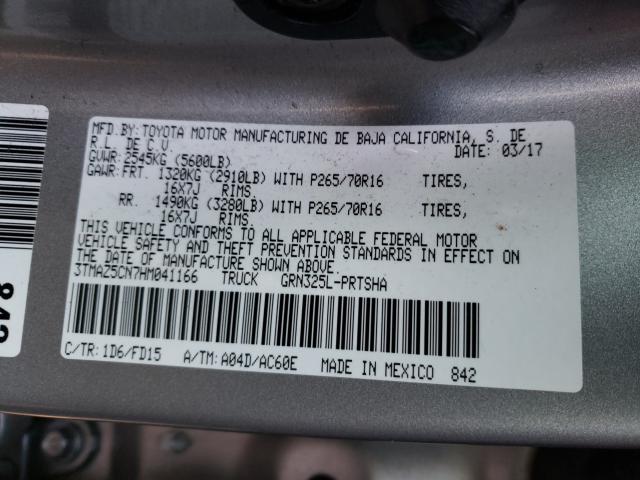 MFD.BY:TOYOTA MOTOR MANUFACTURING DE BAJA CALIFORNIA, S. DE
R.L. DE C.V. DATE: 03/17
GVWR:2545KG (5600LB)
GAWR:FRT. 1320KG (2910LB) WITH P265/70R16 TIRES,
16X7J RIMS
RR. 1490KG (3280LB) WITH P265/70R16 TIRES,
16X7J RIMS
THIS VEHICLE CONFORMS TO ALL APPLICABLE FEDERAL MOTOR
VEHICLE SAFETY AND THEFT PREVENTION STANDARDS IN EFFECT ON
THE DATE OF MANUFACTURE SHOWN ABOVE.
3TMAZ5CN7HM041166 TRUCK GRN325L-PRTSHA
C/TR:1D6/FD15 A/TM:A04D/AC60E MADE IN MEXICO 842
842